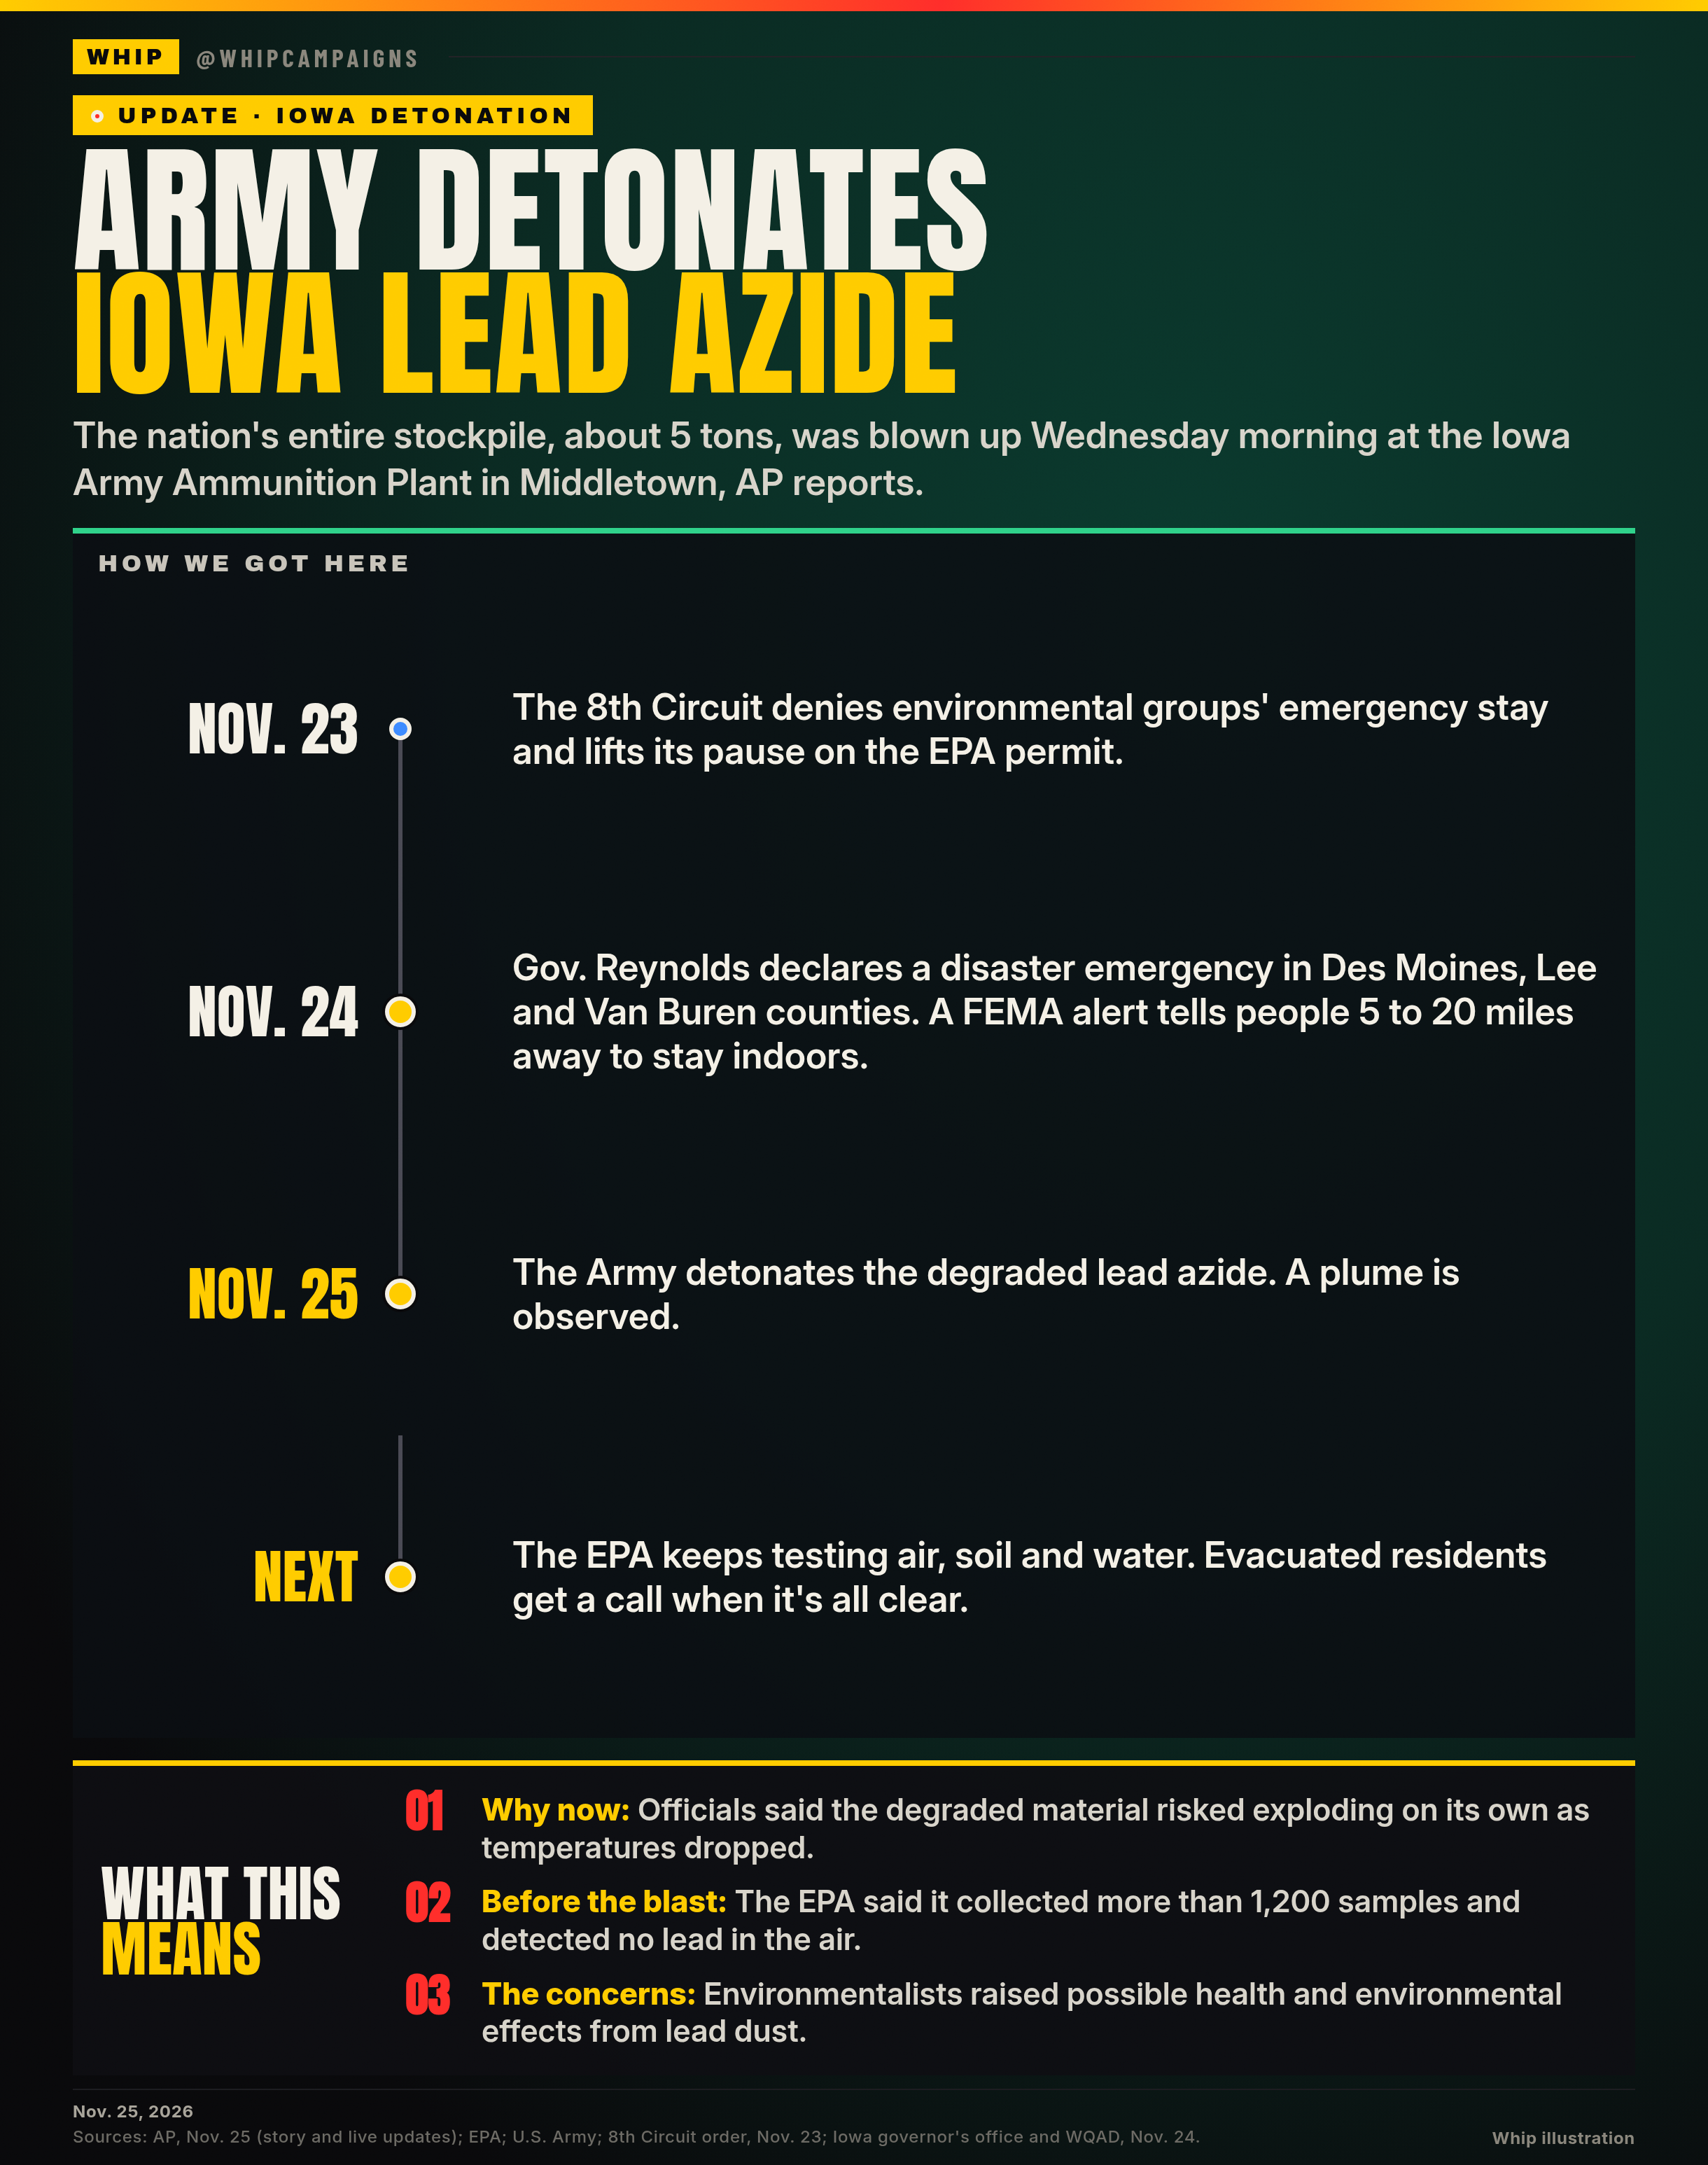 WHIP @WHIPCAMPAIGNS
UPDATE · IOWA DETONATION
ARMY DETONATES
IOWA LEAD AZIDE
The nation's entire stockpile, about 5 tons, was blown up Wednesday morning at the Iowa
Army Ammunition Plant in Middletown, AP reports.
HOW WE GOT HERE
NOV. 23
The 8th Circuit denies environmental groups' emergency stay
and lifts its pause on the EPA permit.
NOV. 24
Gov. Reynolds declares a disaster emergency in Des Moines, Lee
and Van Buren counties. A FEMA alert tells people 5 to 20 miles
away to stay indoors.
NOV. 25
The Army detonates the degraded lead azide. A plume is
observed.
NEXT
The EPA keeps testing air, soil and water. Evacuated residents
get a call when it's all clear.
WHAT THIS
MEANS
01 Why now: Officials said the degraded material risked exploding on its own as
temperatures dropped.
02 Before the blast: The EPA said it collected more than 1,200 samples and
detected no lead in the air.
03 The concerns: Environmentalists raised possible health and environmental
effects from lead dust.
Nov. 25, 2026
Sources: AP, Nov. 25 (story and live updates); EPA; U.S. Army; 8th Circuit order, Nov. 23; Iowa governor's office and WQAD, Nov. 24.
Whip illustration